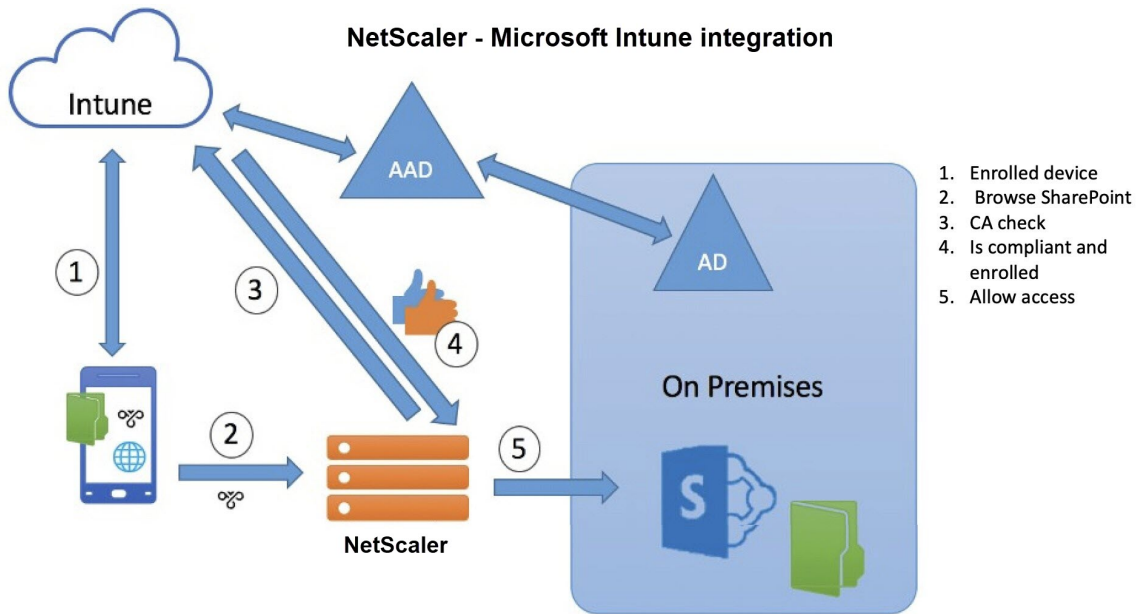 NetScaler - Microsoft Intune integration
Intune
AAD
AD
1
3
4
2
5
On Premises
S
NetScaler
1. Enrolled device
2. Browse SharePoint
3. CA check
4. Is compliant and
enrolled
5. Allow access